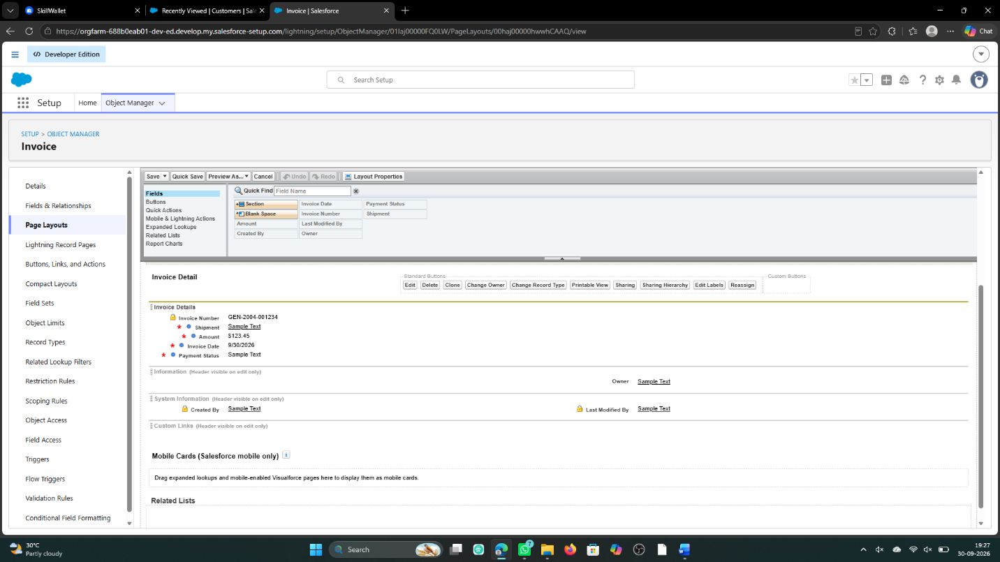 SkillWallet
Recently Viewed | Customers | Sale
Invoice | Salesforce
https://orgfarm-688b0eab01-dev-ed.develop.my.salesforce-setup.com/lightning/setup/ObjectManager/01Iaj00000FQ0LW/PageLayouts/00haj00000hwwhCAAQ/view
Chat
Developer Edition
Search Setup
Setup
Home
Object Manager
SETUP > OBJECT MANAGER
Invoice
Details
Fields & Relationships
Page Layouts
Lightning Record Pages
Buttons, Links, and Actions
Compact Layouts
Field Sets
Object Limits
Record Types
Related Lookup Filters
Restriction Rules
Scoping Rules
Object Access
Field Access
Triggers
Flow Triggers
Validation Rules
Conditional Field Formatting
Save Quick Save Preview As... Cancel Undo Redo Layout Properties
Fields
Buttons
Quick Actions
Mobile & Lightning Actions
Expanded Lookups
Related Lists
Report Charts
Quick Find Field Name
Section Invoice Date Payment Status
Blank Space Invoice Number Shipment
Amount Last Modified By
Created By Owner
Invoice Detail
Standard Buttons
Edit Delete Clone Change Owner Change Record Type Printable View Sharing Sharing Hierarchy Edit Labels Reassign
Custom Buttons
Invoice Details
Invoice Number GEN-2004-001234
* Shipment Sample Text
* Amount $123.45
* Invoice Date 9/30/2026
* Payment Status Sample Text
Information (Header visible on edit only)
Owner Sample Text
System Information (Header visible on edit only)
Created By Sample Text Last Modified By Sample Text
Custom Links (Header visible on edit only)
Mobile Cards (Salesforce mobile only) i
Drag expanded lookups and mobile-enabled Visualforce pages here to display them as mobile cards.
Related Lists
30°C
Partly cloudy
Search
7
19:27
30-09-2026